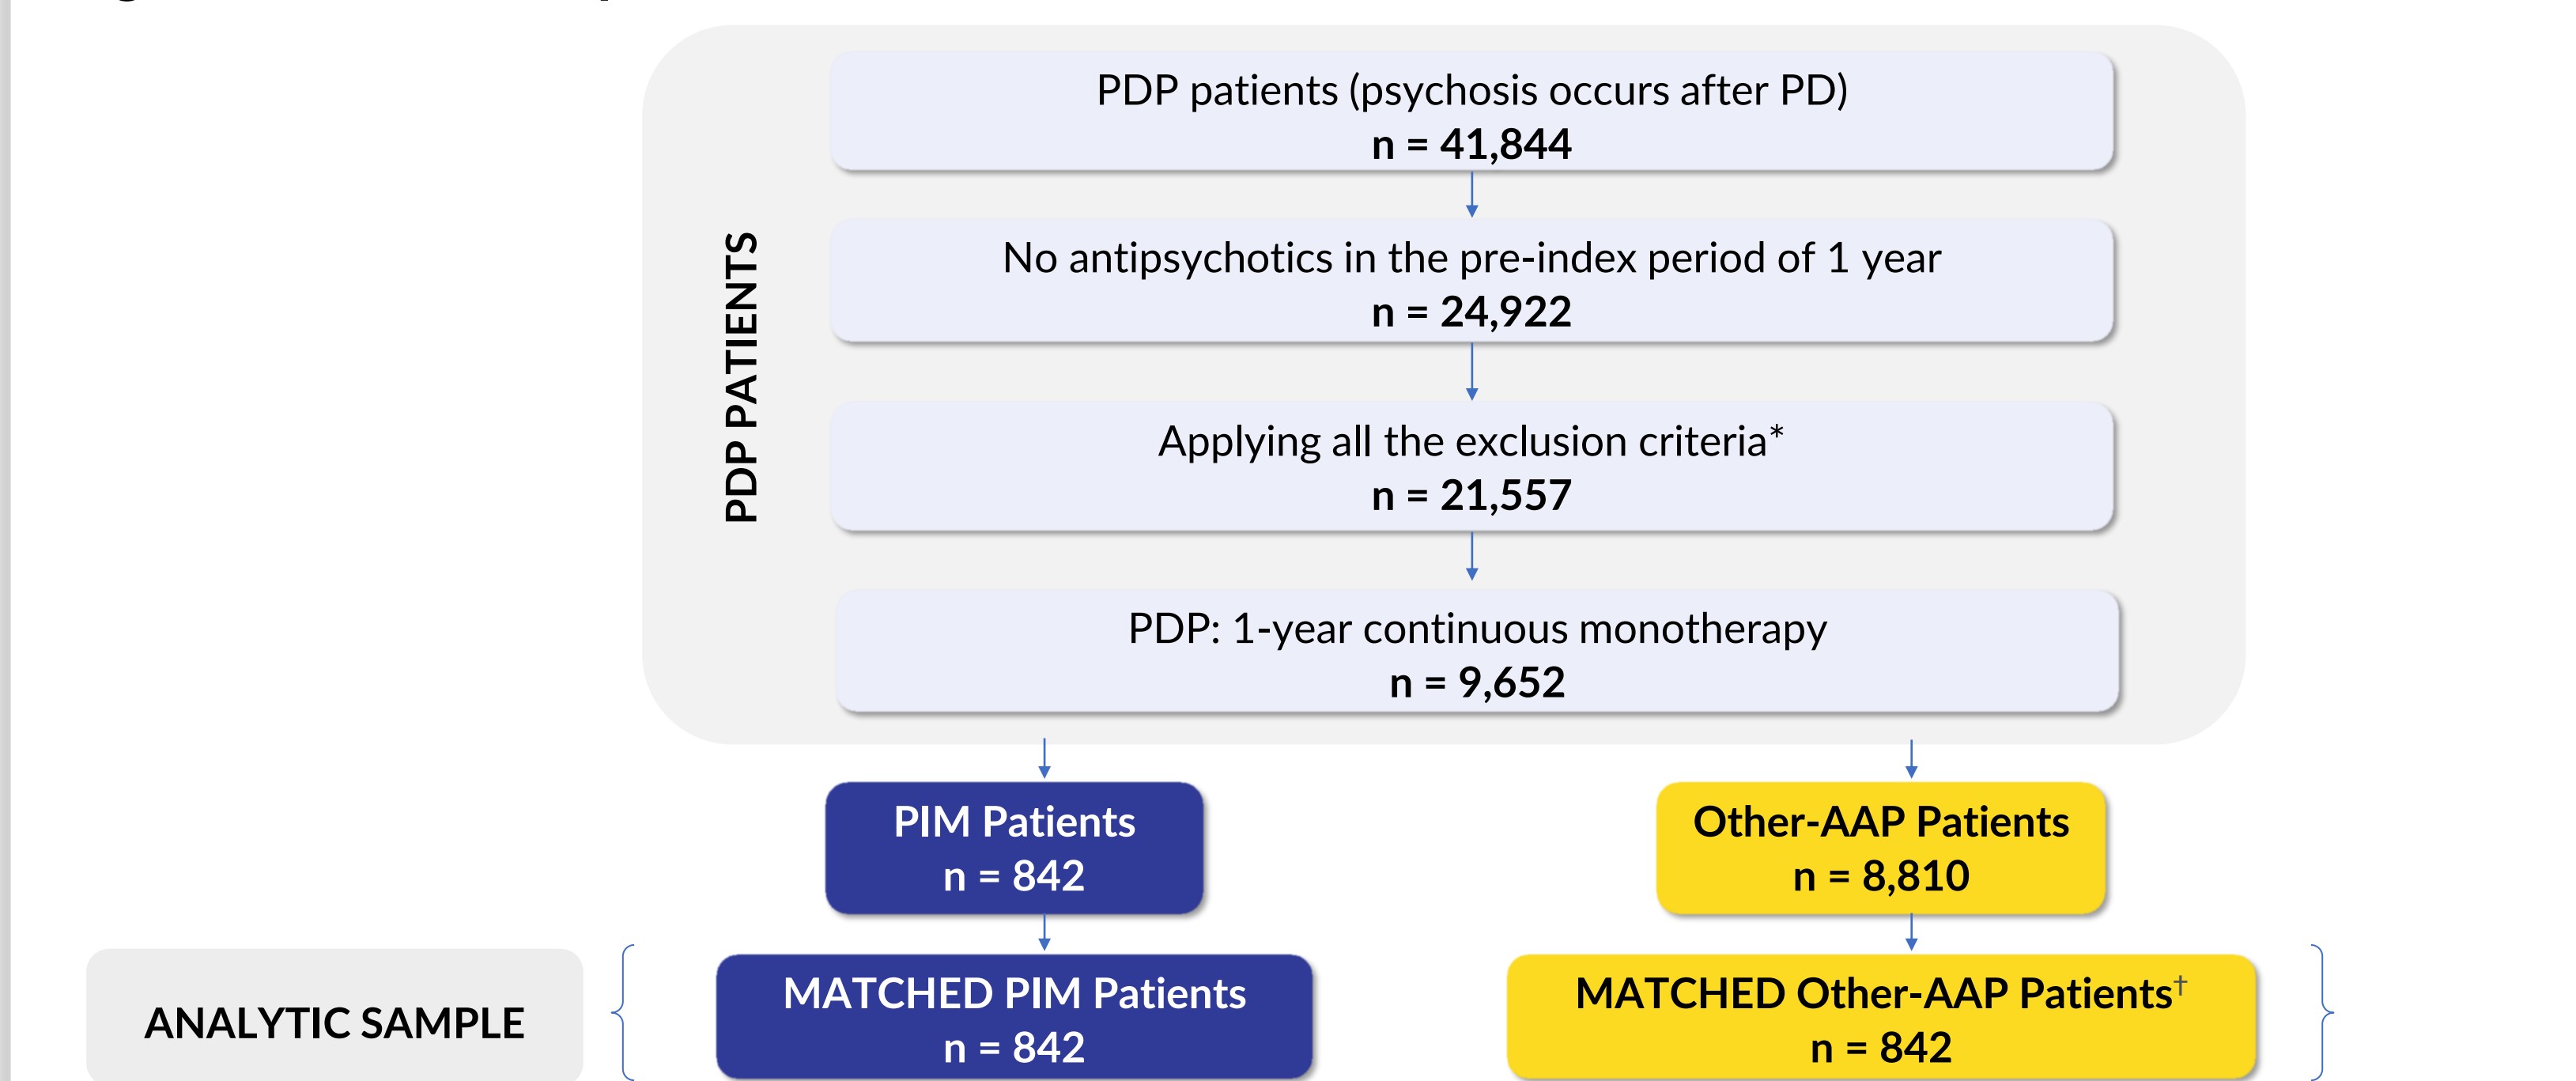 PDP PATIENTS
PDP patients (psychosis occurs after PD)
n = 41,844
No antipsychotics in the pre-index period of 1 year
n = 24,922
Applying all the exclusion criteria*
n = 21,557
PDP: 1-year continuous monotherapy
n = 9,652
PIM Patients
n = 842
Other-AAP Patients
n = 8,810
ANALYTIC SAMPLE
MATCHED PIM Patients
n = 842
MATCHED Other-AAP Patients†
n = 842